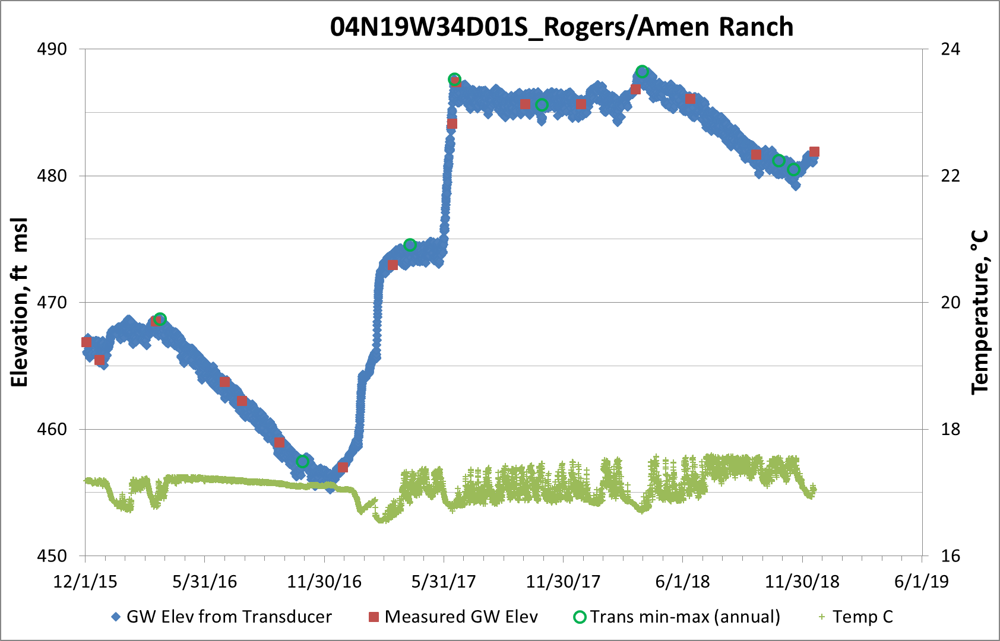 04N19W34D01S_Rogers/Amen Ranch
490
480
470
460
450
Elevation, ft  msl
24
22
20
18
16
Temperature, °C
12/1/15
5/31/16
11/30/16
5/31/17
11/30/17
6/1/18
11/30/18
6/1/19
GW Elev from Transducer
Measured GW Elev
Trans min-max (annual)
Temp C